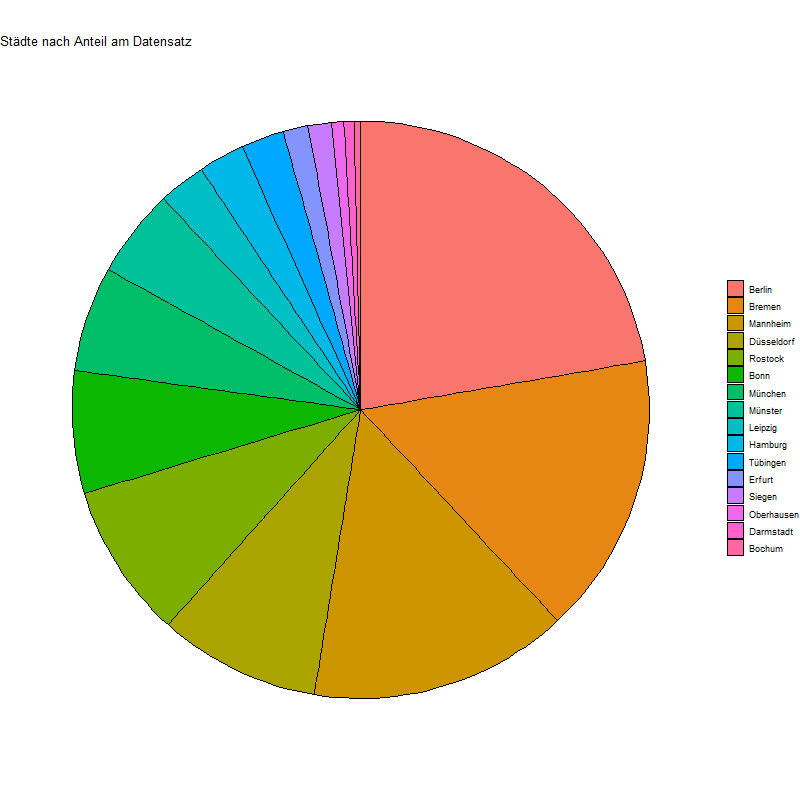 Städte nach Anteil am Datensatz
Berlin
Bremen
Mannheim
Düsseldorf
Rostock
Bonn
München
Münster
Leipzig
Hamburg
Tübingen
Erfurt
Siegen
Oberhausen
Darmstadt
Bochum